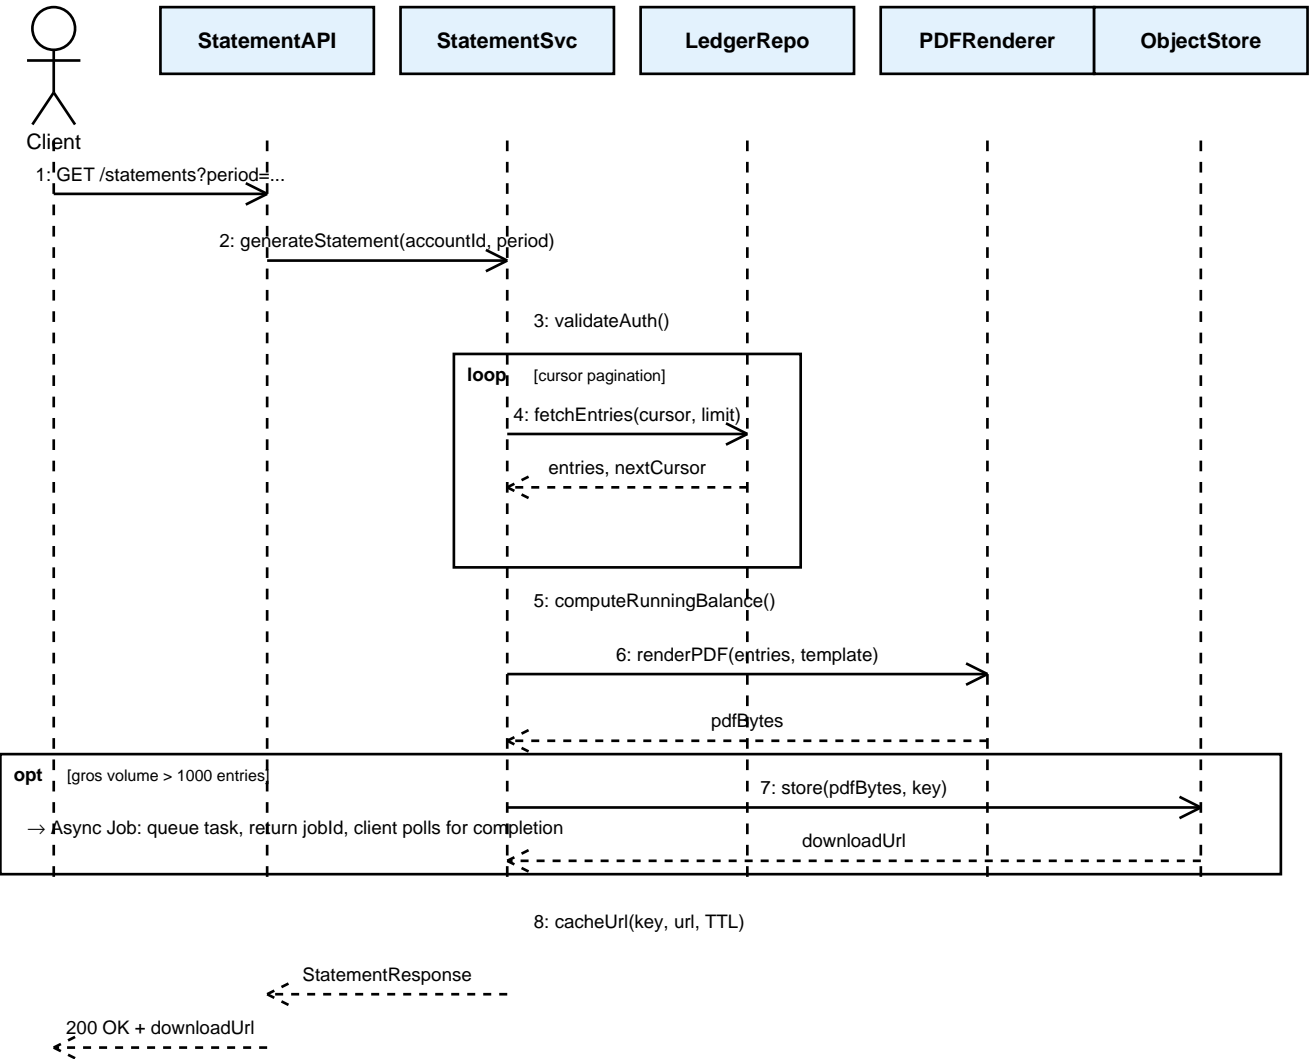 StatementAPI
StatementSvc
LedgerRepo
PDFRenderer
ObjectStore
Client
1: GET /statements?period=...
2: generateStatement(accountId, period)
3: validateAuth()
loop [cursor pagination]
4: fetchEntries(cursor, limit)
entries, nextCursor
5: computeRunningBalance()
6: renderPDF(entries, template)
pdfBytes
opt [gros volume > 1000 entries]
7: store(pdfBytes, key)
→ Async Job: queue task, return jobId, client polls for completion
downloadUrl
8: cacheUrl(key, url, TTL)
StatementResponse
200 OK + downloadUrl